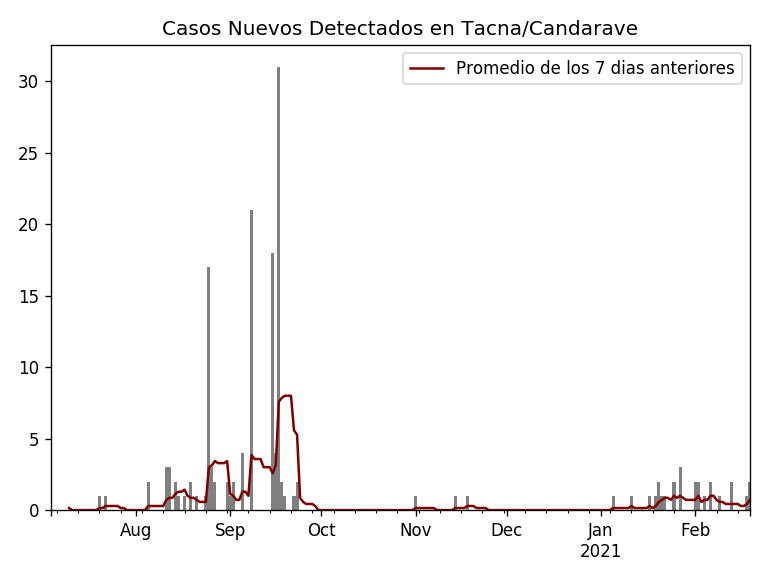 Casos Nuevos Detectados en Tacna/Candarave
Promedio de los 7 dias anteriores
30
25
20
15
10
5
0
Aug Sep Oct Nov Dec Jan Feb
2021